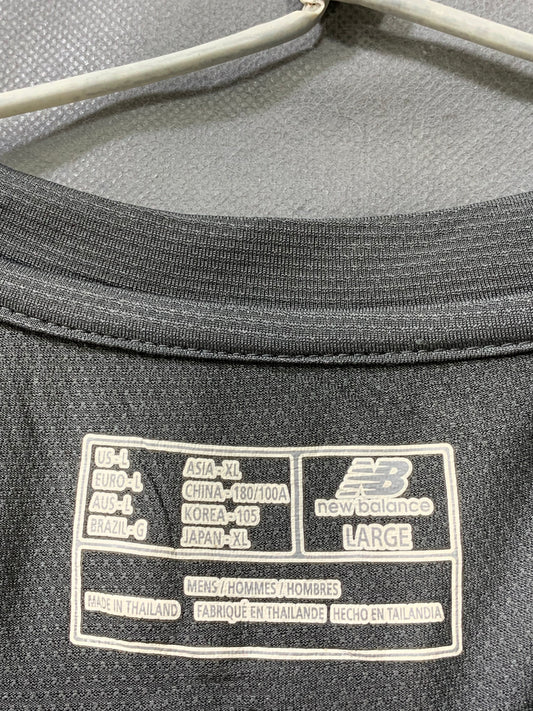 US-L
EURO-L
AUS-L
BRAZIL-G
ASIA-XL
CHINA-180/100A
KOREA-105
JAPAN-XL
NB
new balance
LARGE
MENS / HOMMES / HOMBRES
MADE IN THAILAND
FABRIQUÉ EN THAILANDE
HECHO EN TAILANDIA